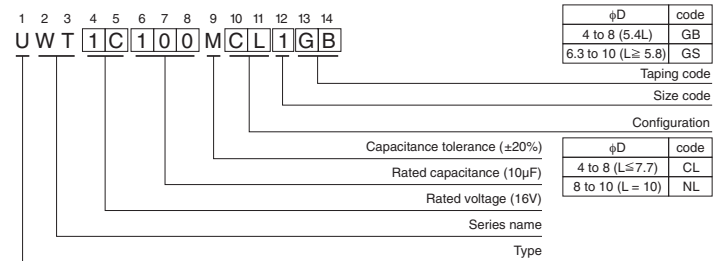 1 2 3 4 5 6 7 8 9 10 11 12 13 14
U W T 1 C 1 0 0 M C L 1 G B
ϕD code
4 to 8 (5.4L) GB
6.3 to 10 (L≧ 5.8) GS
Taping code
Size code
Configuration
ϕD code
4 to 8 (L≦7.7) CL
8 to 10 (L = 10) NL
Capacitance tolerance (±20%)
Rated capacitance (10µF)
Rated voltage (16V)
Series name
Type